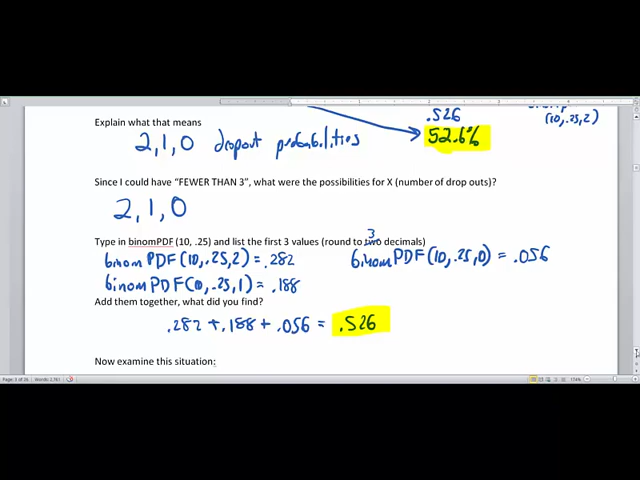 .526
(10, .25, 2)
Explain what that means
2, 1, 0 dropout probabilities
52.6%
Since I could have “FEWER THAN 3”, what were the possibilities for X (number of drop outs)?
2, 1, 0
3
Type in binomPDF (10, .25) and list the first 3 values (round to two decimals)
binomPDF(10, .25, 2) = .282
binomPDF(10, .25, 0) = .056
binomPDF(10, .25, 1) = .188
Add them together, what did you find?
.282 + .188 + .056 = .526
Now examine this situation: